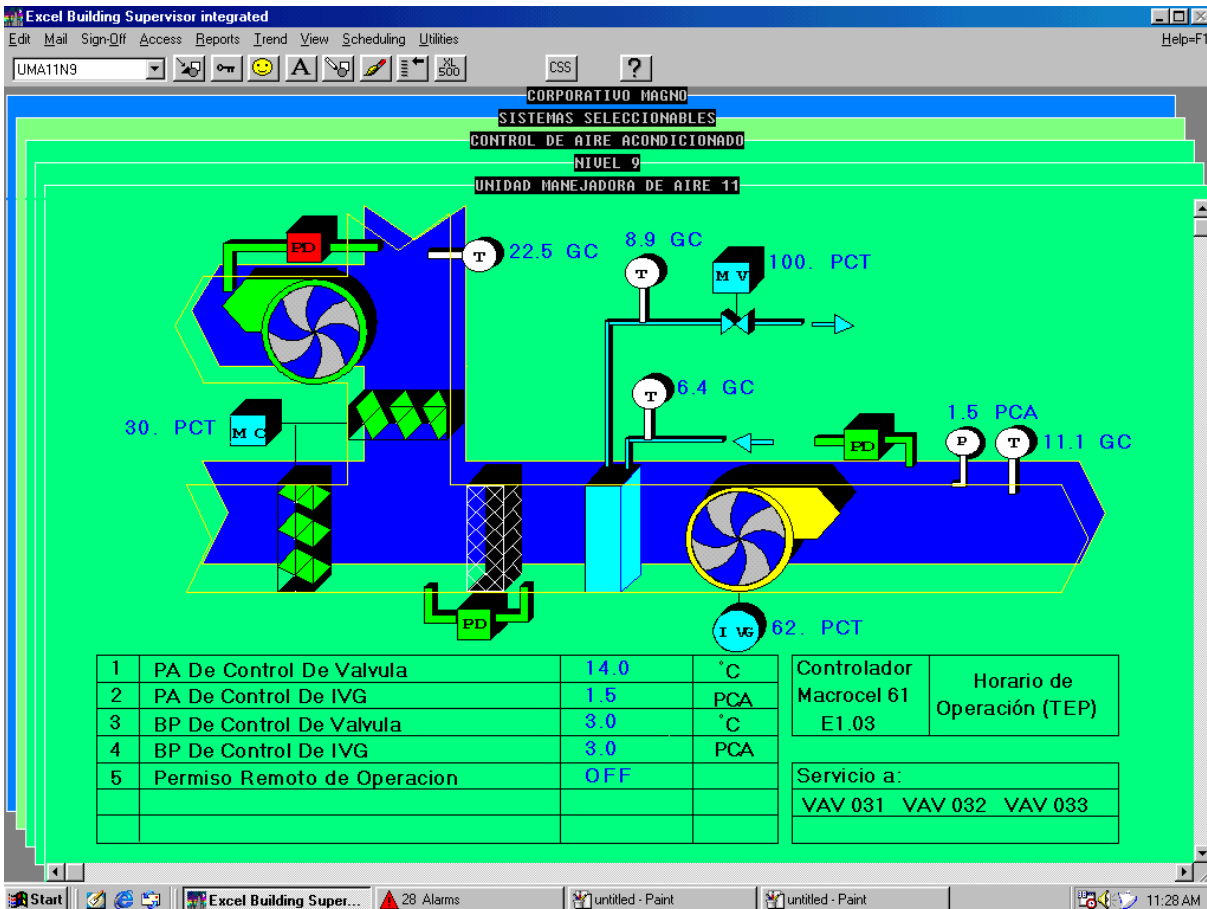 Excel Building Supervisor integrated
Edit Mail Sign-Off Access Reports Trend View Scheduling Utilities Help=F1
UMA11N9 A XL 500 CSS ?
CORPORATIVO MAGNO
SISTEMAS SELECCIONABLES
CONTROL DE AIRE ACONDICIONADO
NIVEL 9
UNIDAD MANEJADORA DE AIRE 11
PD
T 22.5 GC
8.9 GC
T
M V 100. PCT
6.4 GC
T
30. PCT M C
PD
1.5 PCA
P
T 11.1 GC
PD
I VG 62. PCT
1 PA De Control De Valvula 14.0 °C
2 PA De Control De IVG 1.5 PCA
3 BP De Control De Valvula 3.0 °C
4 BP De Control De IVG 3.0 PCA
5 Permiso Remoto de Operacion OFF
Controlador
Macrocel 61
E1.03
Horario de
Operación (TEP)
Servicio a:
VAV 031 VAV 032 VAV 033
Start Excel Building Super... 28 Alarms untitled - Paint untitled - Paint 11:28 AM